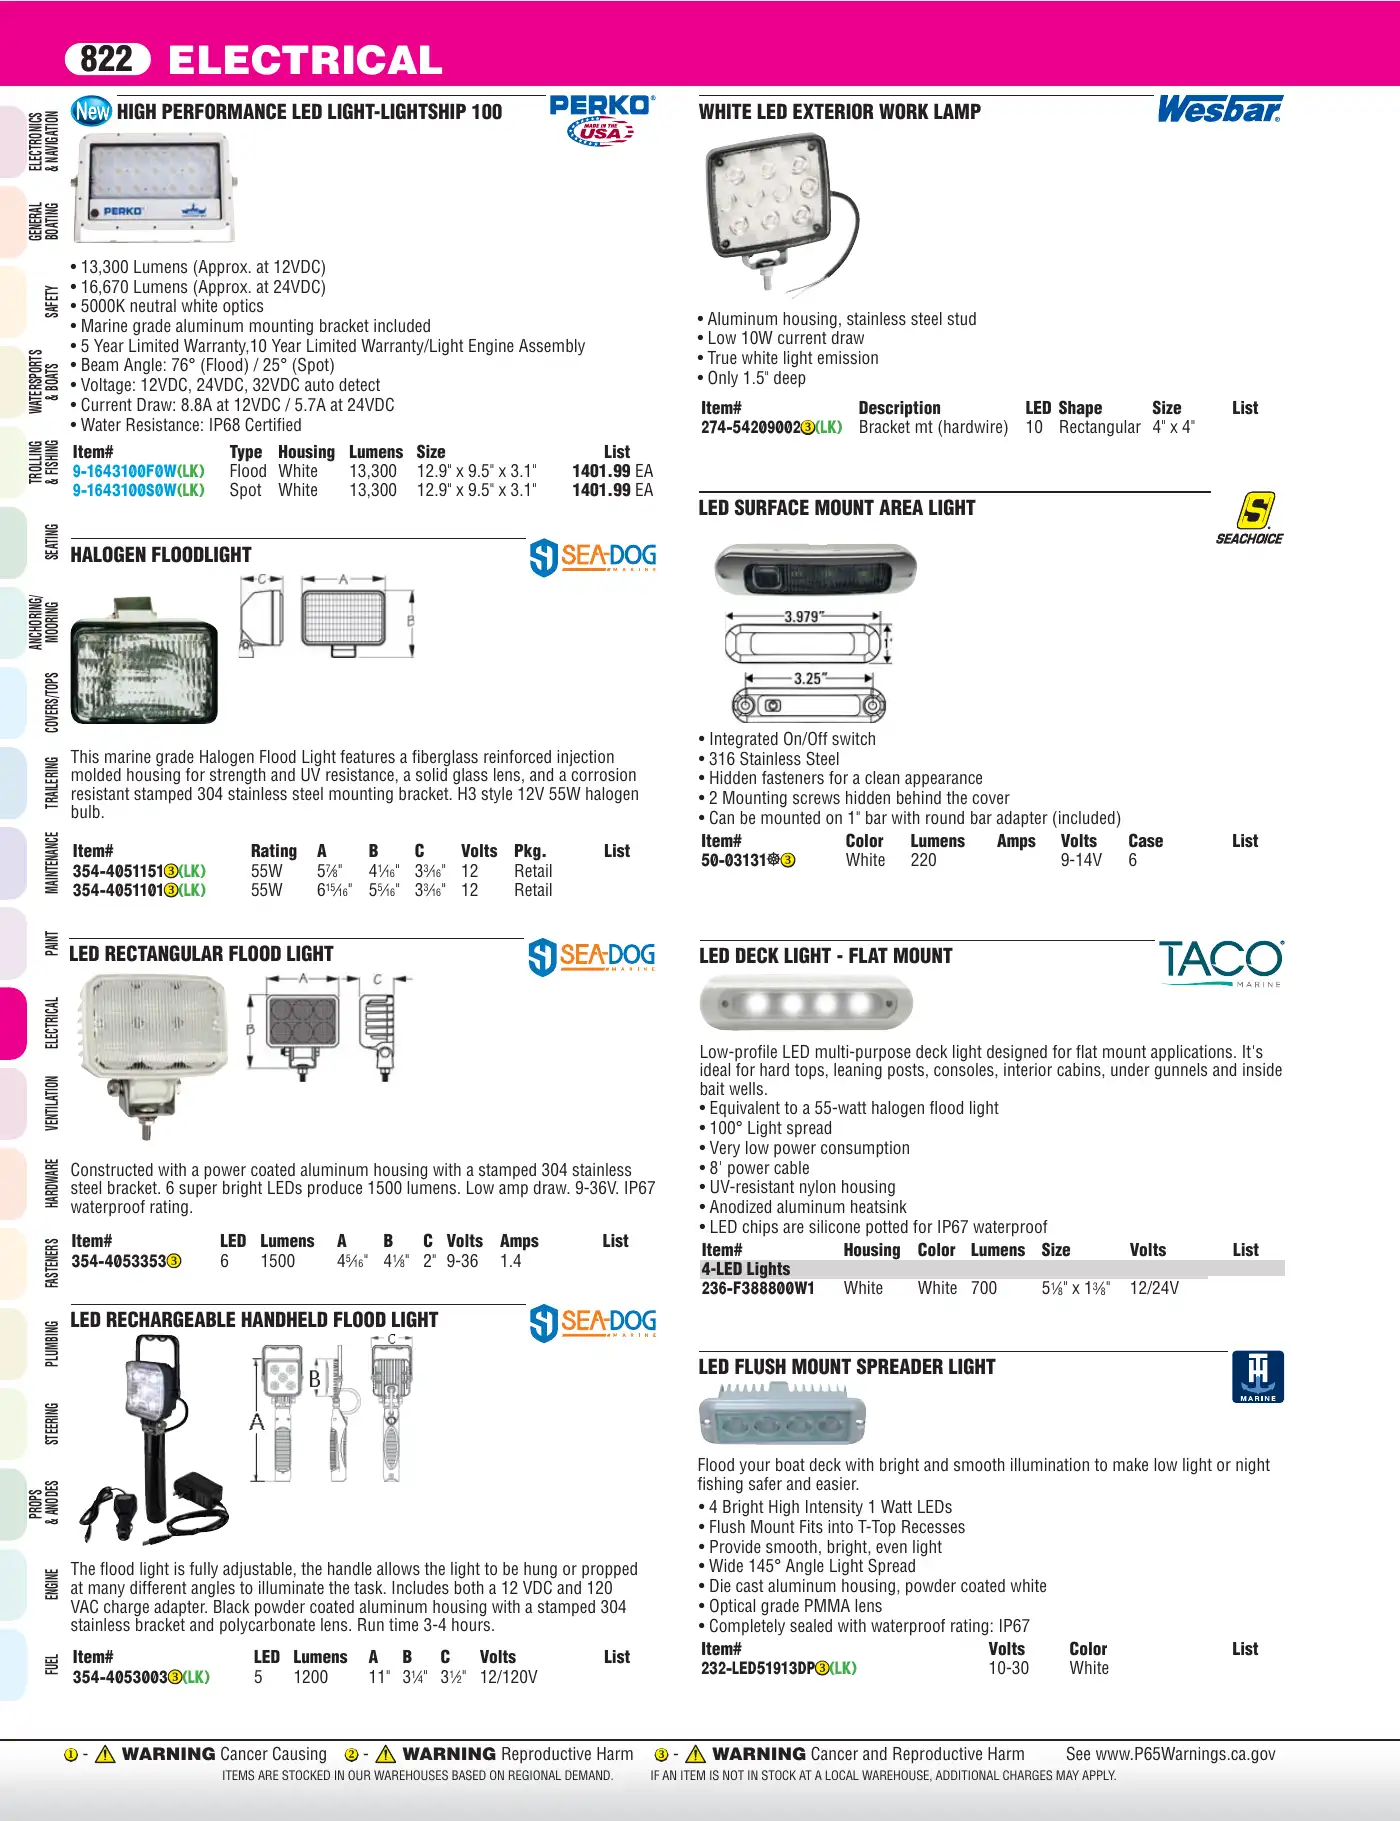 822 ELECTRICAL
ELECTRONICS & NAVIGATION
GENERAL BOATING
SAFETY
WATERSPORTS & BOATS
TROLLING & FISHING
SEATING
ANCHORING/ MOORING
COVERS/TOPS
TRAILERING
MAINTENANCE
PAINT
ELECTRICAL
VENTILATION
HARDWARE
FASTENERS
PLUMBING
STEERING
PROPS & ANODES
ENGINE
FUEL
New HIGH PERFORMANCE LED LIGHT-LIGHTSHIP 100 PERKO®
MADE IN THE USA
PERKO
• 13,300 Lumens (Approx. at 12VDC)
• 16,670 Lumens (Approx. at 24VDC)
• 5000K neutral white optics
• Marine grade aluminum mounting bracket included
• 5 Year Limited Warranty,10 Year Limited Warranty/Light Engine Assembly
• Beam Angle: 76° (Flood) / 25° (Spot)
• Voltage: 12VDC, 24VDC, 32VDC auto detect
• Current Draw: 8.8A at 12VDC / 5.7A at 24VDC
• Water Resistance: IP68 Certified
Item# Type Housing Lumens Size List
9-1643100F0W(LK) Flood White 13,300 12.9" x 9.5" x 3.1" 1401.99 EA
9-1643100S0W(LK) Spot White 13,300 12.9" x 9.5" x 3.1" 1401.99 EA
HALOGEN FLOODLIGHT SEA-DOG MARINE
C A
B
This marine grade Halogen Flood Light features a fiberglass reinforced injection
molded housing for strength and UV resistance, a solid glass lens, and a corrosion
resistant stamped 304 stainless steel mounting bracket. H3 style 12V 55W halogen
bulb.
Item# Rating A B C Volts Pkg. List
354-4051151③(LK) 55W 5⅞" 4¹⁄₁₆" 3³⁄₁₆" 12 Retail
354-4051101③(LK) 55W 6¹⁵⁄₁₆" 5⁵⁄₁₆" 3³⁄₁₆" 12 Retail
LED RECTANGULAR FLOOD LIGHT SEA-DOG MARINE
A C
B
Constructed with a power coated aluminum housing with a stamped 304 stainless
steel bracket. 6 super bright LEDs produce 1500 lumens. Low amp draw. 9-36V. IP67
waterproof rating.
Item# LED Lumens A B C Volts Amps List
354-4053353③ 6 1500 4⁵⁄₁₆" 4⅛" 2" 9-36 1.4
LED RECHARGEABLE HANDHELD FLOOD LIGHT SEA-DOG MARINE
C
B
A
The flood light is fully adjustable, the handle allows the light to be hung or propped
at many different angles to illuminate the task. Includes both a 12 VDC and 120
VAC charge adapter. Black powder coated aluminum housing with a stamped 304
stainless bracket and polycarbonate lens. Run time 3-4 hours.
Item# LED Lumens A B C Volts List
354-4053003③(LK) 5 1200 11" 3¼" 3½" 12/120V
WHITE LED EXTERIOR WORK LAMP Wesbar®
• Aluminum housing, stainless steel stud
• Low 10W current draw
• True white light emission
• Only 1.5" deep
Item# Description LED Shape Size List
274-54209002③(LK) Bracket mt (hardwire) 10 Rectangular 4" x 4"
LED SURFACE MOUNT AREA LIGHT S SEACHOICE
3.979"
1"
3.25"
• Integrated On/Off switch
• 316 Stainless Steel
• Hidden fasteners for a clean appearance
• 2 Mounting screws hidden behind the cover
• Can be mounted on 1" bar with round bar adapter (included)
Item# Color Lumens Amps Volts Case List
50-03131☸③ White 220 9-14V 6
LED DECK LIGHT - FLAT MOUNT TACO® MARINE
Low-profile LED multi-purpose deck light designed for flat mount applications. It's
ideal for hard tops, leaning posts, consoles, interior cabins, under gunnels and inside
bait wells.
• Equivalent to a 55-watt halogen flood light
• 100° Light spread
• Very low power consumption
• 8' power cable
• UV-resistant nylon housing
• Anodized aluminum heatsink
• LED chips are silicone potted for IP67 waterproof
Item# Housing Color Lumens Size Volts List
4-LED Lights
236-F388800W1 White White 700 5⅛" x 1⅜" 12/24V
LED FLUSH MOUNT SPREADER LIGHT TH MARINE
Flood your boat deck with bright and smooth illumination to make low light or night
fishing safer and easier.
• 4 Bright High Intensity 1 Watt LEDs
• Flush Mount Fits into T-Top Recesses
• Provide smooth, bright, even light
• Wide 145° Angle Light Spread
• Die cast aluminum housing, powder coated white
• Optical grade PMMA lens
• Completely sealed with waterproof rating: IP67
Item# Volts Color List
232-LED51913DP③(LK) 10-30 White
① - ⚠ WARNING Cancer Causing ② - ⚠ WARNING Reproductive Harm ③ - ⚠ WARNING Cancer and Reproductive Harm See www.P65Warnings.ca.gov
ITEMS ARE STOCKED IN OUR WAREHOUSES BASED ON REGIONAL DEMAND. IF AN ITEM IS NOT IN STOCK AT A LOCAL WAREHOUSE, ADDITIONAL CHARGES MAY APPLY.